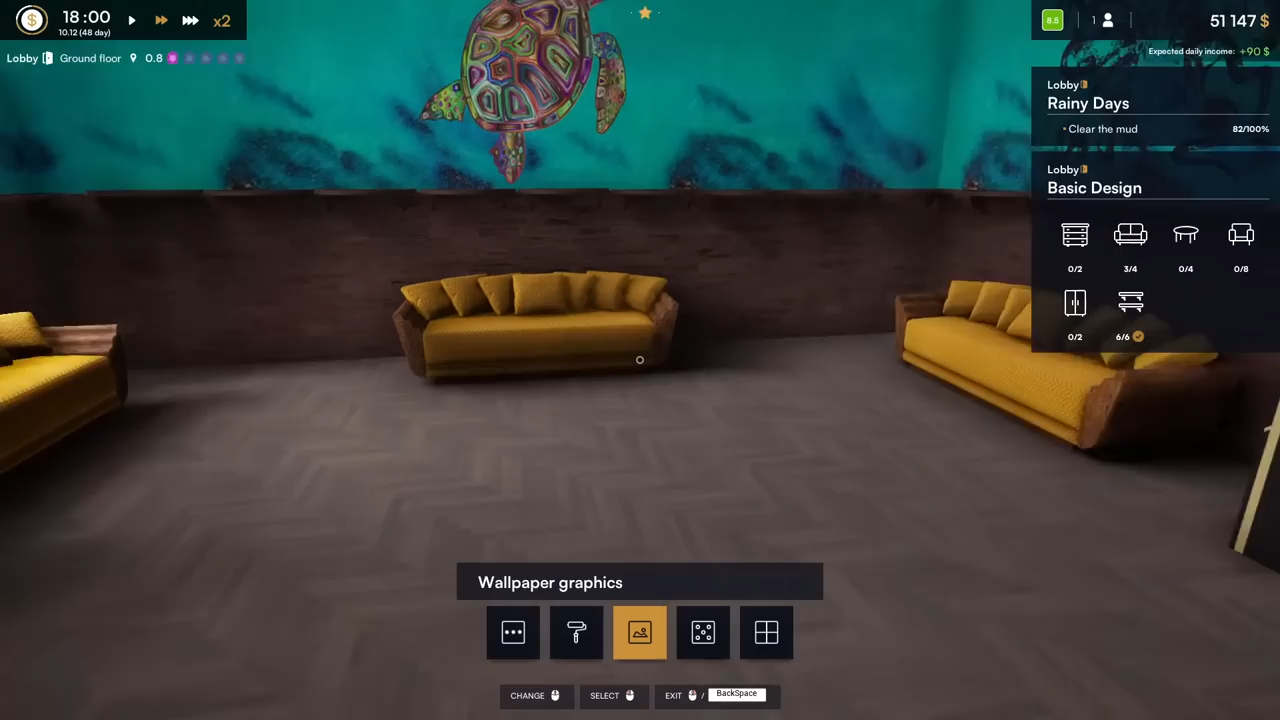 18:00
10.12 (48 day)
x2
8.5
1
51 147 $
Lobby Ground floor 0.8
Expected daily income: +90 $
Lobby
Rainy Days
• Clear the mud 82/100%
Lobby
Basic Design
0/2 3/4 0/4 0/8
0/2 6/6
Wallpaper graphics
CHANGE SELECT EXIT / BackSpace